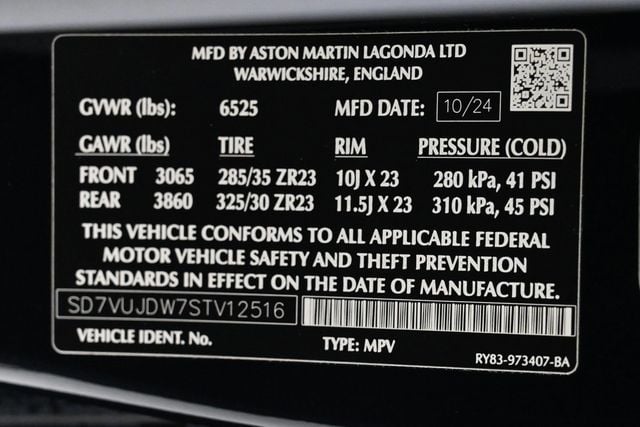 MFD BY ASTON MARTIN LAGONDA LTD
WARWICKSHIRE, ENGLAND
GVWR (lbs): 6525 MFD DATE: 10/24
GAWR (lbs) TIRE RIM PRESSURE (COLD)
FRONT 3065 285/35 ZR23 10J X 23 280 kPa, 41 PSI
REAR 3860 325/30 ZR23 11.5J X 23 310 kPa, 45 PSI
THIS VEHICLE CONFORMS TO ALL APPLICABLE FEDERAL
MOTOR VEHICLE SAFETY AND THEFT PREVENTION
STANDARDS IN EFFECT ON THE DATE OF MANUFACTURE.
SD7VUJDW7STV12516
VEHICLE IDENT. No. TYPE: MPV RY83-973407-BA